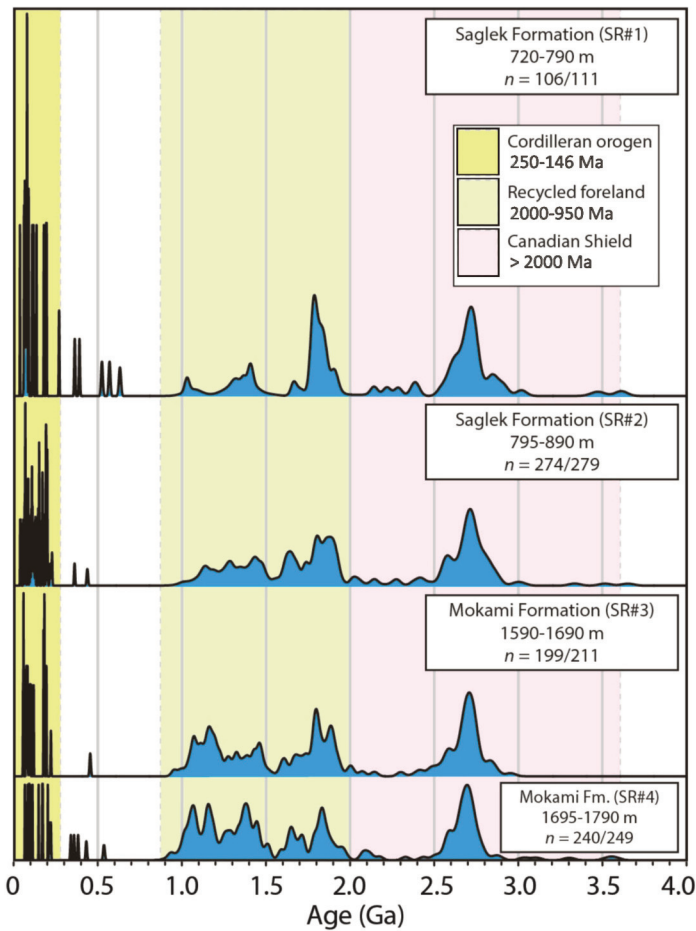 Saglek Formation (SR#1)
720-790 m
n = 106/111
Cordilleran orogen
250-146 Ma
Recycled foreland
2000-950 Ma
Canadian Shield
> 2000 Ma
Saglek Formation (SR#2)
795-890 m
n = 274/279
Mokami Formation (SR#3)
1590-1690 m
n = 199/211
Mokami Fm. (SR#4)
1695-1790 m
n = 240/249
0 0.5 1.0 1.5 2.0 2.5 3.0 3.5 4.0
Age (Ga)